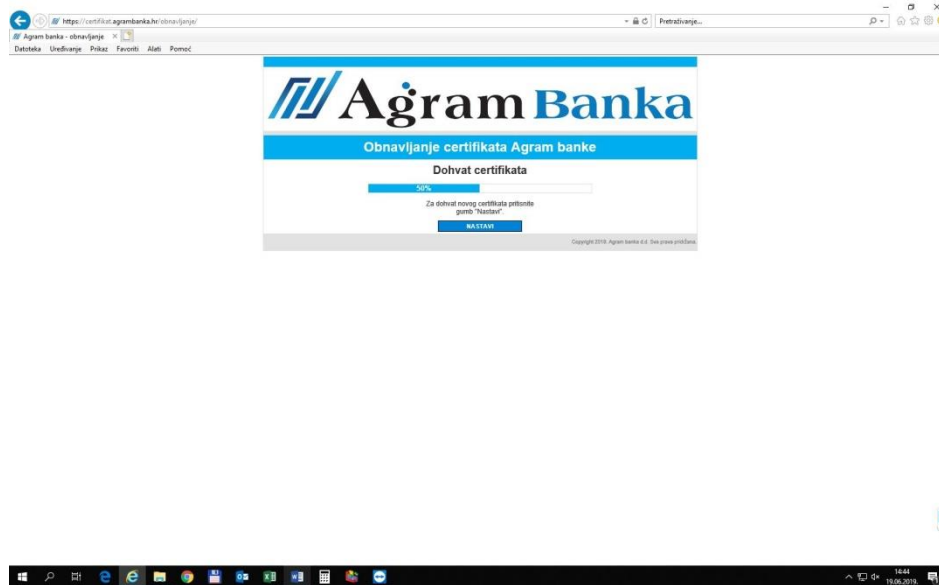 https://certifikat.agrambanka.hr/obnavljanje/
Pretraživanje...
Agram banka - obnavljanje
Datoteka Uređivanje Prikaz Favoriti Alati Pomoć
Agram Banka
Obnavljanje certifikata Agram banke
Dohvat certifikata
50%
Za dohvat novog certifikata pritisnite
gumb "Nastavi".
NASTAVI
Copyright 2019. Agram banka d.d. Sva prava pridržana.
14:44
19.06.2019.